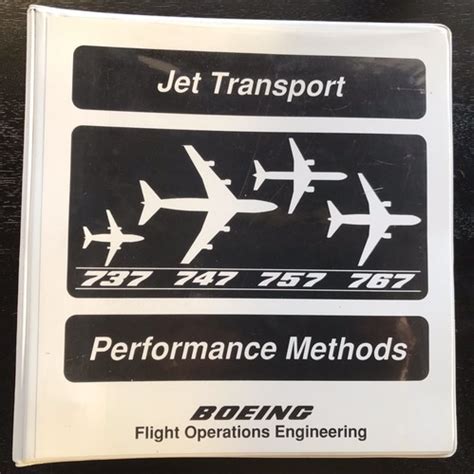 Jet Transport
737 747 757 767
Performance Methods
BOEING
Flight Operations Engineering